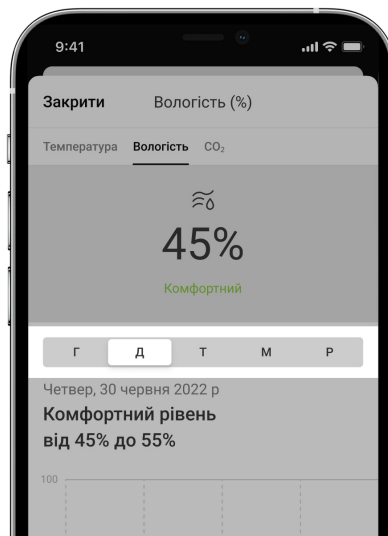 9:41
Закрити Вологість (%)
Температура Вологість CO₂
45%
Комфортний
Г Д Т М Р
Четвер, 30 червня 2022 р
Комфортний рівень
від 45% до 55%
100